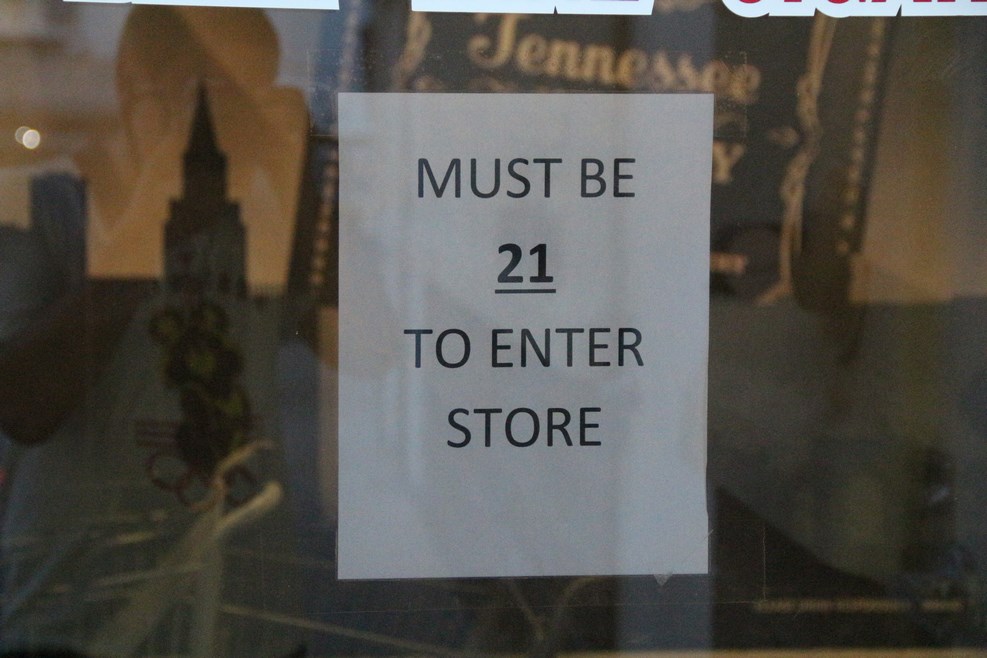 Tennessee
MUST BE
21
TO ENTER
STORE